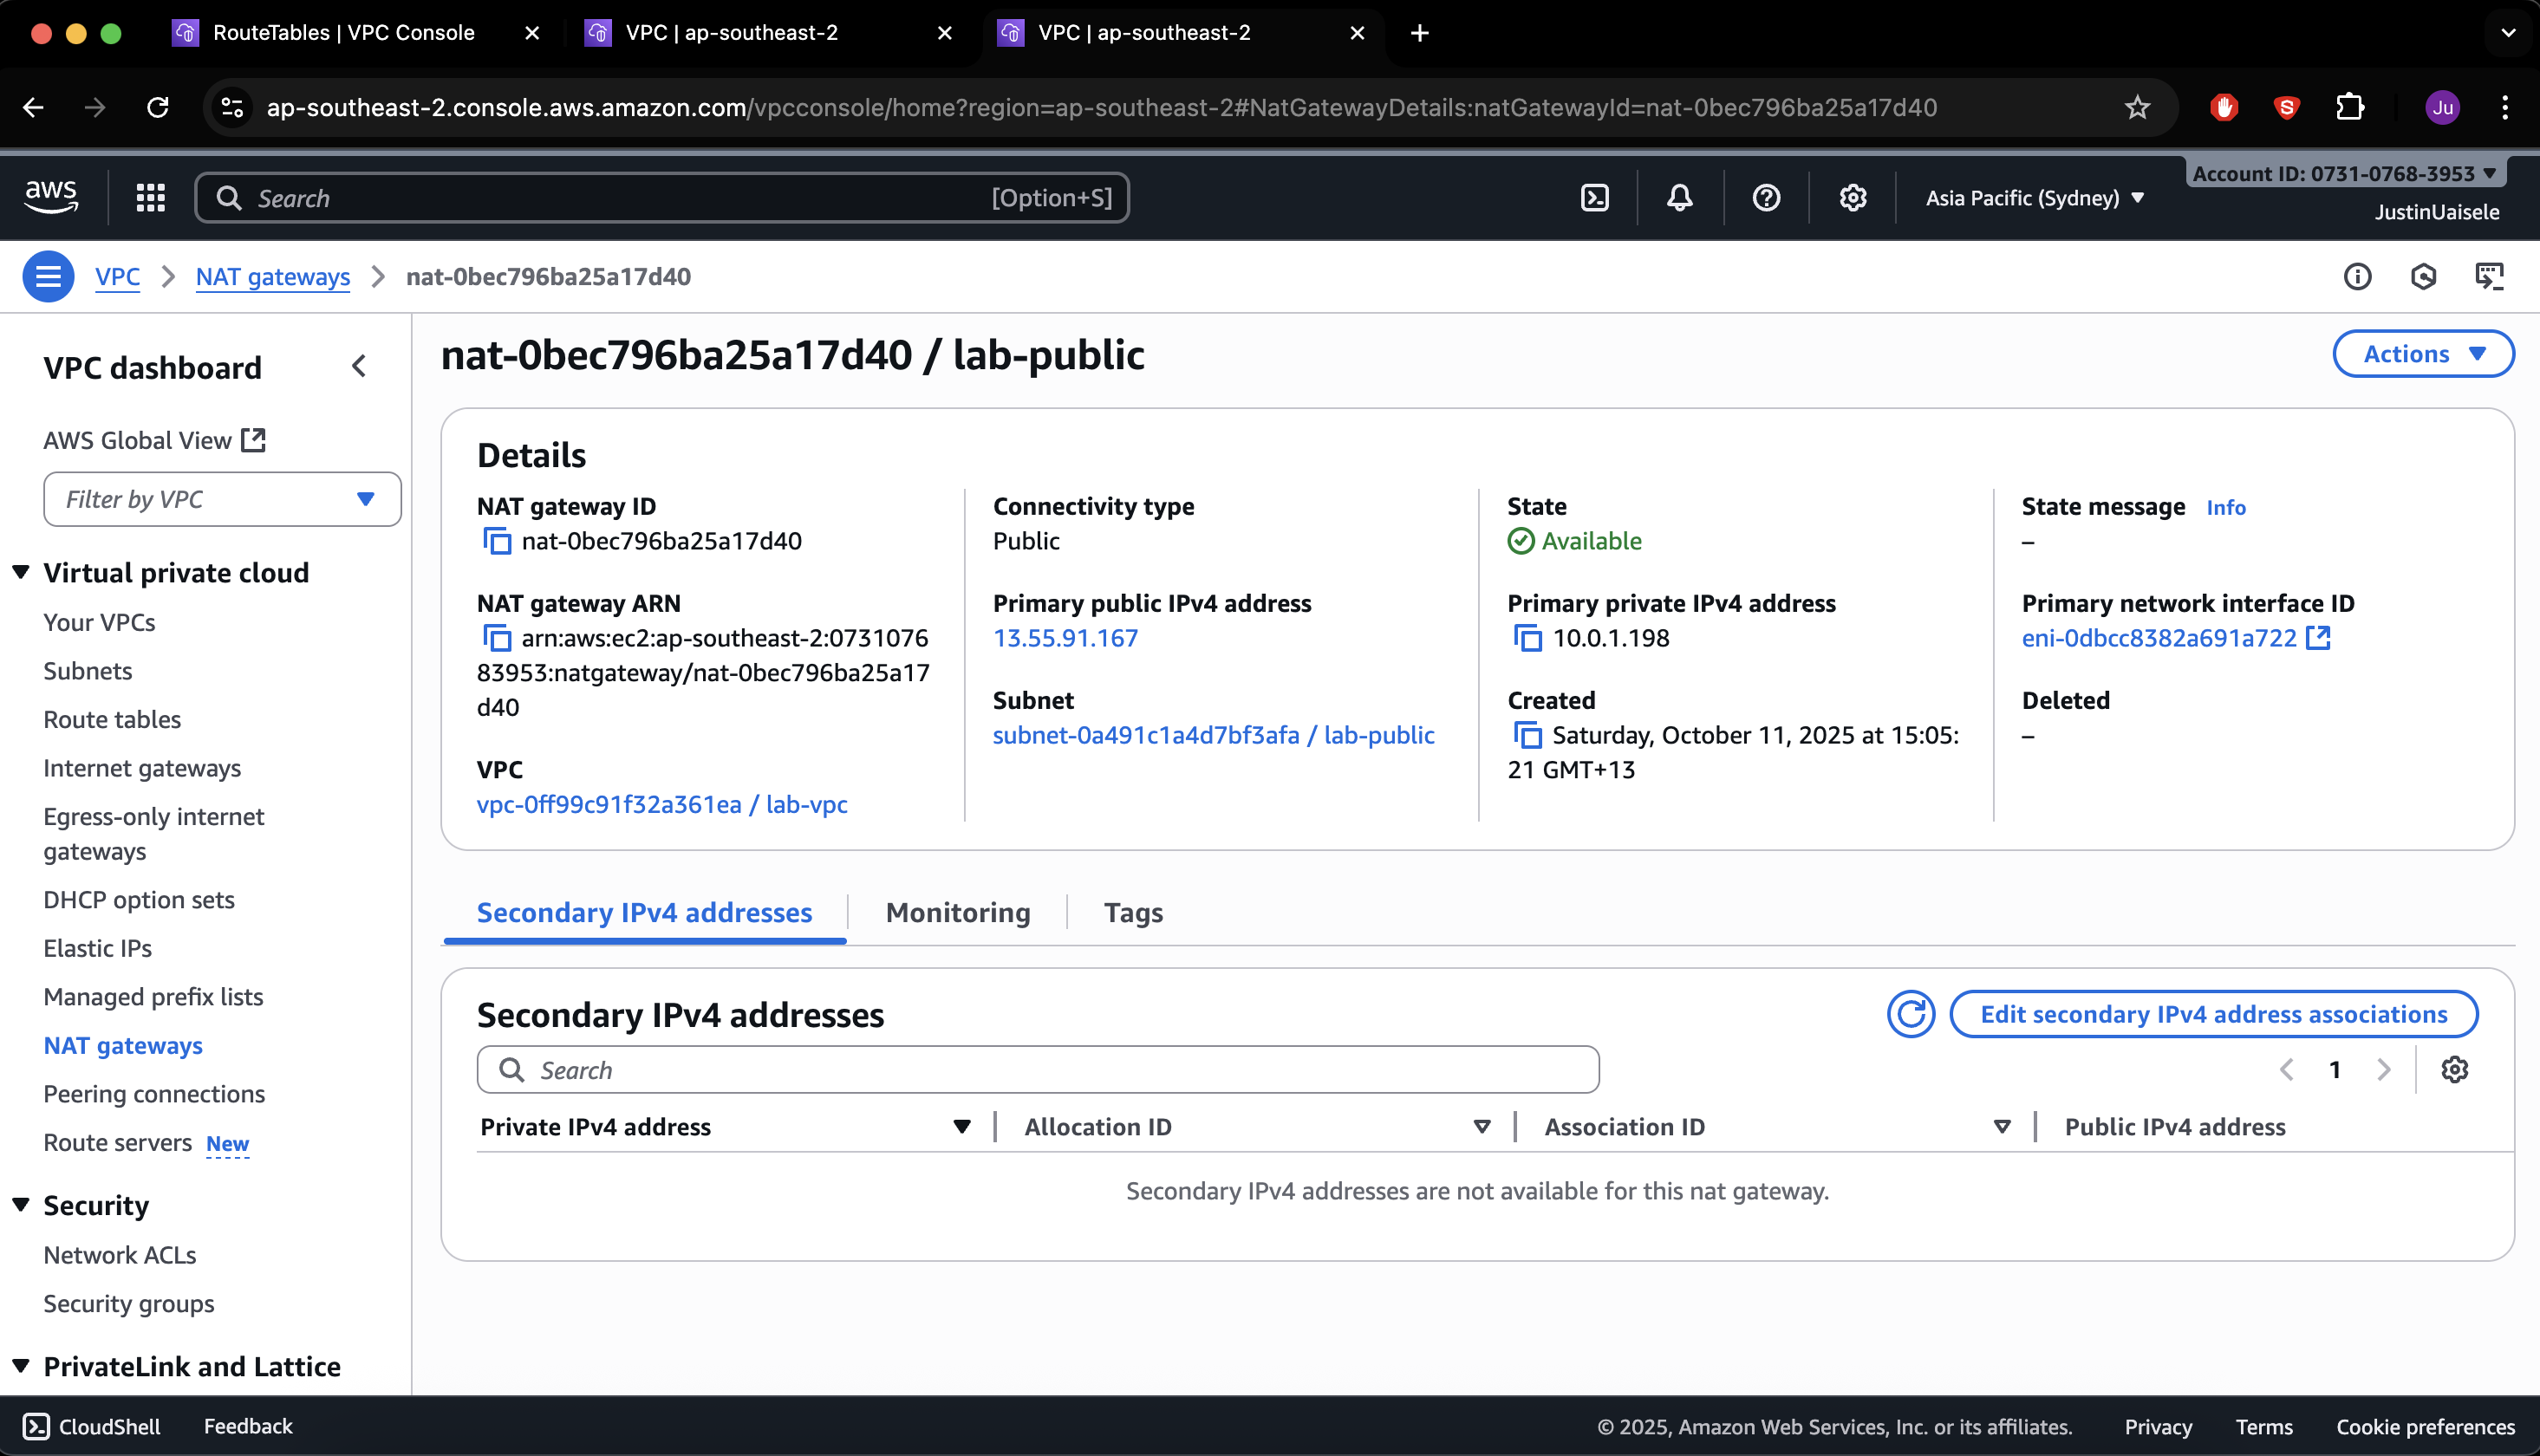 RouteTables | VPC Console
VPC | ap-southeast-2
VPC | ap-southeast-2
ap-southeast-2.console.aws.amazon.com/vpcconsole/home?region=ap-southeast-2#NatGatewayDetails:natGatewayId=nat-0bec796ba25a17d40
S
Ju
aws
Search
[Option+S]
Asia Pacific (Sydney)
Account ID: 0731-0768-3953
JustinUaisele
VPC
NAT gateways
nat-0bec796ba25a17d40
VPC dashboard
AWS Global View
Filter by VPC
Virtual private cloud
Your VPCs
Subnets
Route tables
Internet gateways
Egress-only internet
gateways
DHCP option sets
Elastic IPs
Managed prefix lists
NAT gateways
Peering connections
Route servers New
Security
Network ACLs
Security groups
PrivateLink and Lattice
nat-0bec796ba25a17d40 / lab-public
Actions
Details
NAT gateway ID
nat-0bec796ba25a17d40
NAT gateway ARN
arn:aws:ec2:ap-southeast-2:0731076
83953:natgateway/nat-0bec796ba25a17
d40
VPC
vpc-0ff99c91f32a361ea / lab-vpc
Connectivity type
Public
Primary public IPv4 address
13.55.91.167
Subnet
subnet-0a491c1a4d7bf3afa / lab-public
State
Available
Primary private IPv4 address
10.0.1.198
Created
Saturday, October 11, 2025 at 15:05:
21 GMT+13
State message Info
–
Primary network interface ID
eni-0dbcc8382a691a722
Deleted
–
Secondary IPv4 addresses
Monitoring
Tags
Secondary IPv4 addresses
Edit secondary IPv4 address associations
Search
1
Private IPv4 address
Allocation ID
Association ID
Public IPv4 address
Secondary IPv4 addresses are not available for this nat gateway.
CloudShell
Feedback
© 2025, Amazon Web Services, Inc. or its affiliates.
Privacy
Terms
Cookie preferences